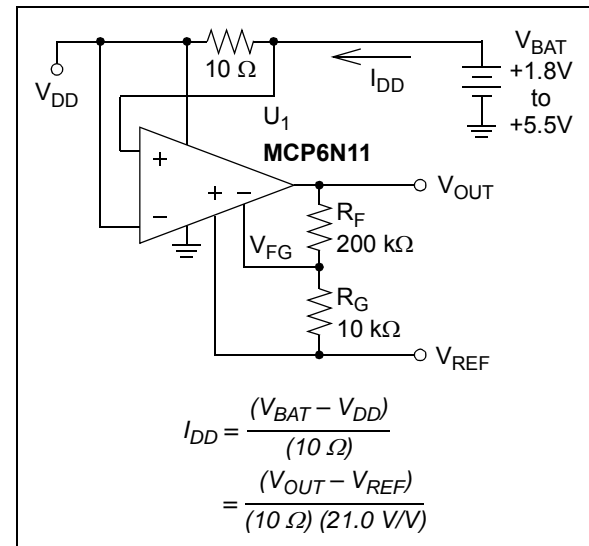 10 Ω
V_DD
I_DD
V_BAT
+1.8V
to
+5.5V
U_1
MCP6N11
+
−
+ −
V_OUT
R_F
200 kΩ
V_FG
R_G
10 kΩ
V_REF
I_DD = (V_BAT – V_DD) / (10 Ω)
= (V_OUT – V_REF) / (10 Ω) (21.0 V/V)